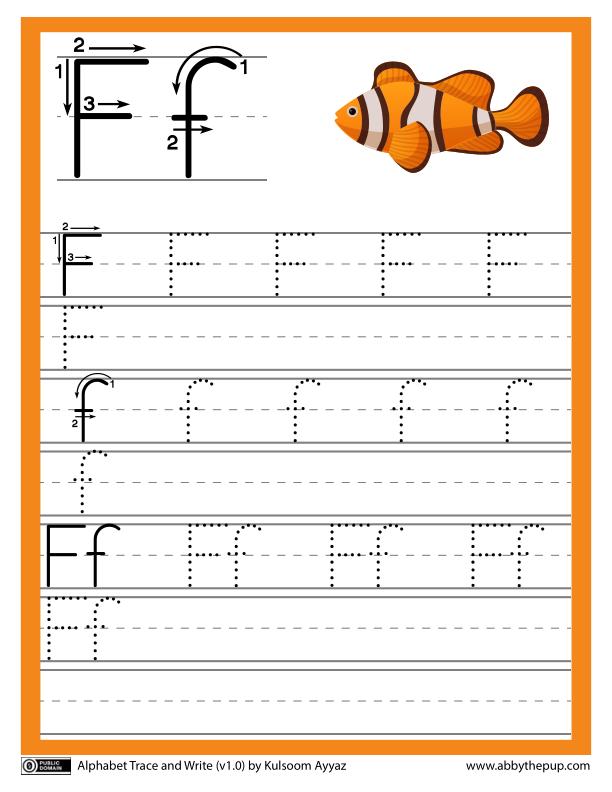 2
1
3
F f
1
2
2
1
3
F F F F F
F
1
2
f f f f f
f
Ff Ff Ff Ff
Ff
PUBLIC DOMAIN Alphabet Trace and Write (v1.0) by Kulsoom Ayyaz www.abbythepup.com